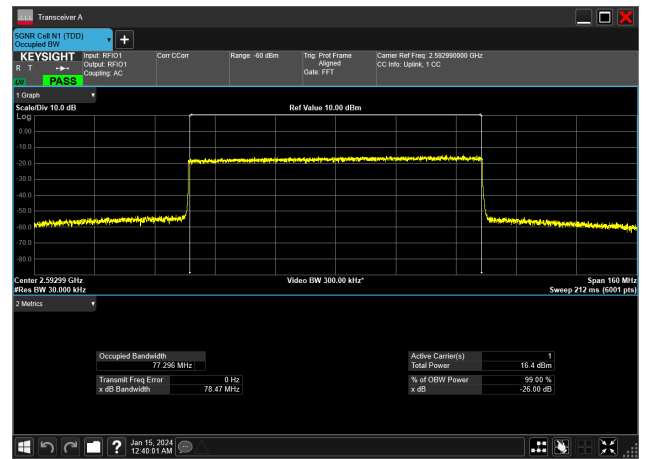 Transceiver A
5GNR Cell N1 (TDD)
Occupied BW
KEYSIGHT
R T
LW
PASS
Input: RFIO1
Output: RFIO1
Coupling: AC
Corr CCorr
Range: -60 dBm
Trig: Prot Frame
Aligned
Gate: FFT
Carrier Ref Freq: 2.592990000 GHz
CC Info: Uplink, 1 CC
1 Graph
Scale/Div 10.0 dB
Ref Value 10.00 dBm
Log
0.00
-10.0
-20.0
-30.0
-40.0
-50.0
-60.0
-70.0
-80.0
Center 2.59299 GHz
Video BW 300.00 kHz*
Span 160 MHz
#Res BW 30.000 kHz
Sweep 212 ms (6001 pts)
2 Metrics
Occupied Bandwidth
77.296 MHz
Transmit Freq Error 0 Hz
x dB Bandwidth 78.47 MHz
Active Carrier(s) 1
Total Power 16.4 dBm
% of OBW Power 99.00 %
x dB -26.00 dB
?
Jan 15, 2024
12:40:01 AM